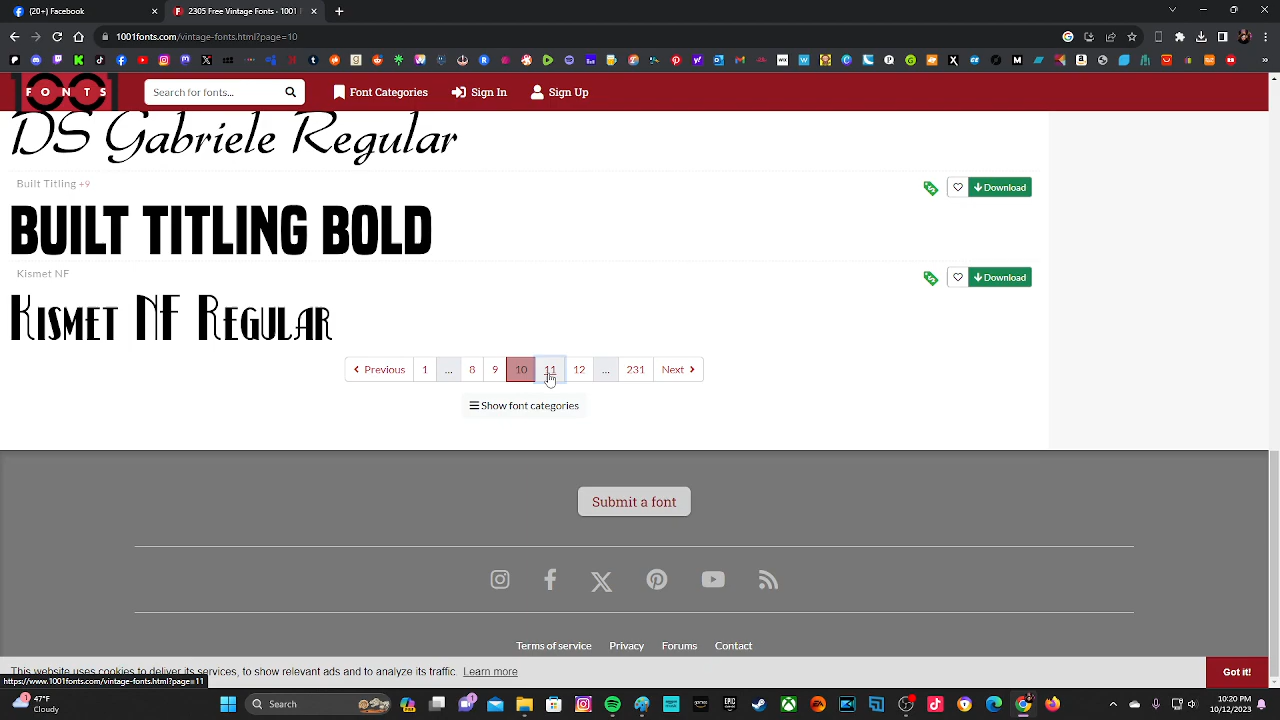 (20+) Facebook
2305 Free Vintage Fonts - 1001
1001fonts.com/vintage-fonts.html?page=10
1001
FONTS
Search for fonts...
Font Categories
Sign In
Sign Up
DS Gabriele Regular
Built Titling +9
Download
BUILT TITLING BOLD
Kismet NF
Download
Kismet NF Regular
Previous 1 ... 8 9 10 11 12 ... 231 Next
Show font categories
Submit a font
Terms of service Privacy Forums Contact
This website uses cookies to deliver its services, to show relevant ads and to analyze its traffic. Learn more
Got it!
https://www.1001fonts.com/vintage-fonts.html?page=11
47°F
Cloudy
Search
10:20 PM
10/12/2023